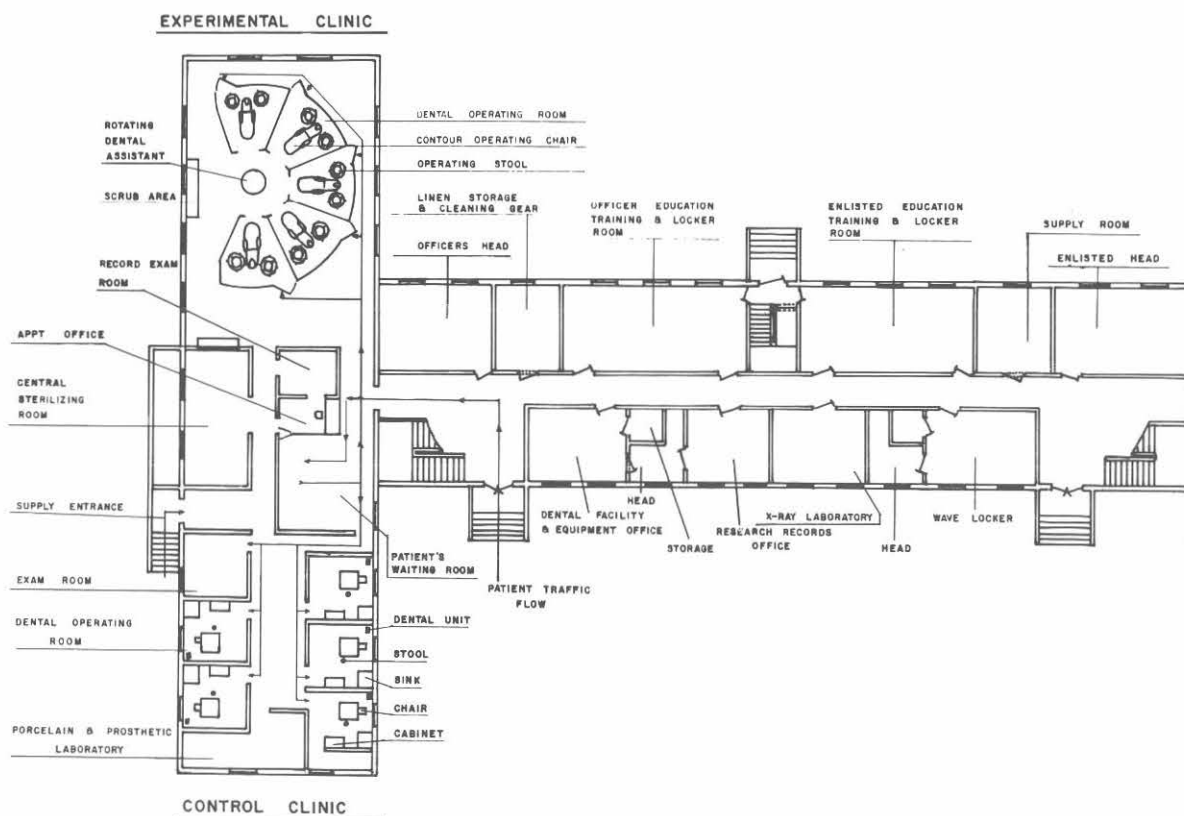 EXPERIMENTAL CLINIC
ROTATING
DENTAL
ASSISTANT
SCRUB AREA
RECORD EXAM
ROOM
APPT OFFICE
CENTRAL
STERILIZING
ROOM
SUPPLY ENTRANCE
EXAM ROOM
DENTAL OPERATING
ROOM
PORCELAIN & PROSTHETIC
LABORATORY
CONTROL CLINIC
DENTAL OPERATING ROOM
CONTOUR OPERATING CHAIR
OPERATING STOOL
LINEN STORAGE
& CLEANING GEAR
OFFICERS HEAD
OFFICER EDUCATION
TRAINING & LOCKER
ROOM
ENLISTED EDUCATION
TRAINING & LOCKER
ROOM
SUPPLY ROOM
ENLISTED HEAD
HEAD
DENTAL FACILITY
& EQUIPMENT OFFICE
STORAGE
RESEARCH RECORDS
OFFICE
X-RAY LABORATORY
HEAD
WAVE LOCKER
PATIENT'S
WAITING ROOM
PATIENT TRAFFIC
FLOW
DENTAL UNIT
STOOL
SINK
CHAIR
CABINET